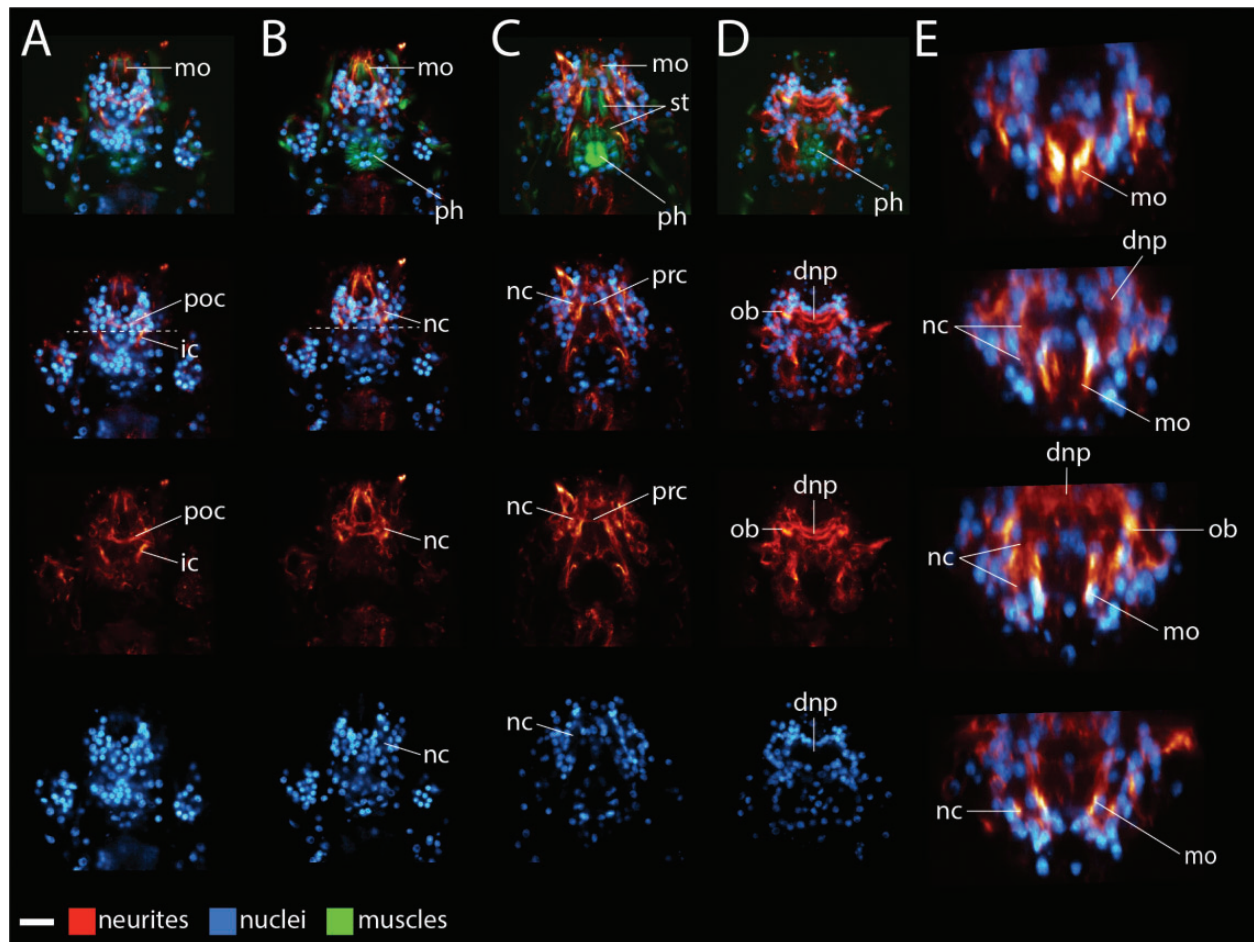 A B C D E
mo mo mo
st
ph ph ph mo
dnp
poc nc prc dnp
nc ob nc
ic mo
dnp
poc nc prc dnp
nc ob ob
ic nc
mo
nc nc dnp
nc
mo
neurites nuclei muscles